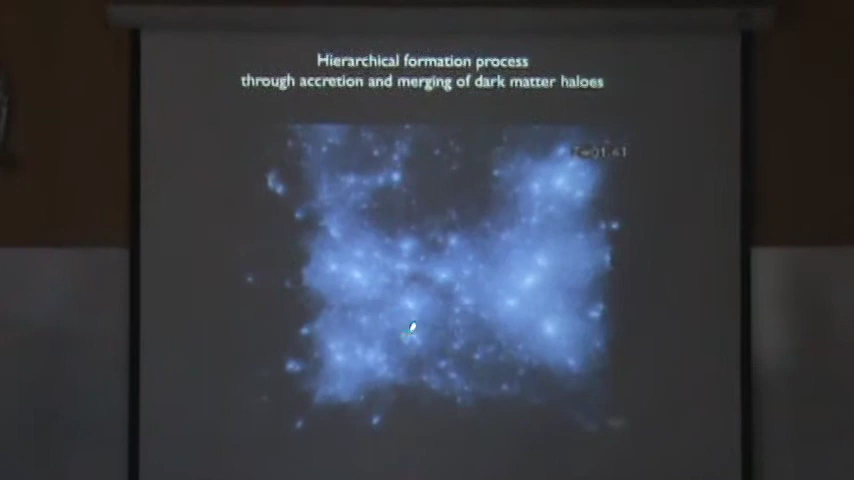 Hierarchical formation process
through accretion and merging of dark matter haloes